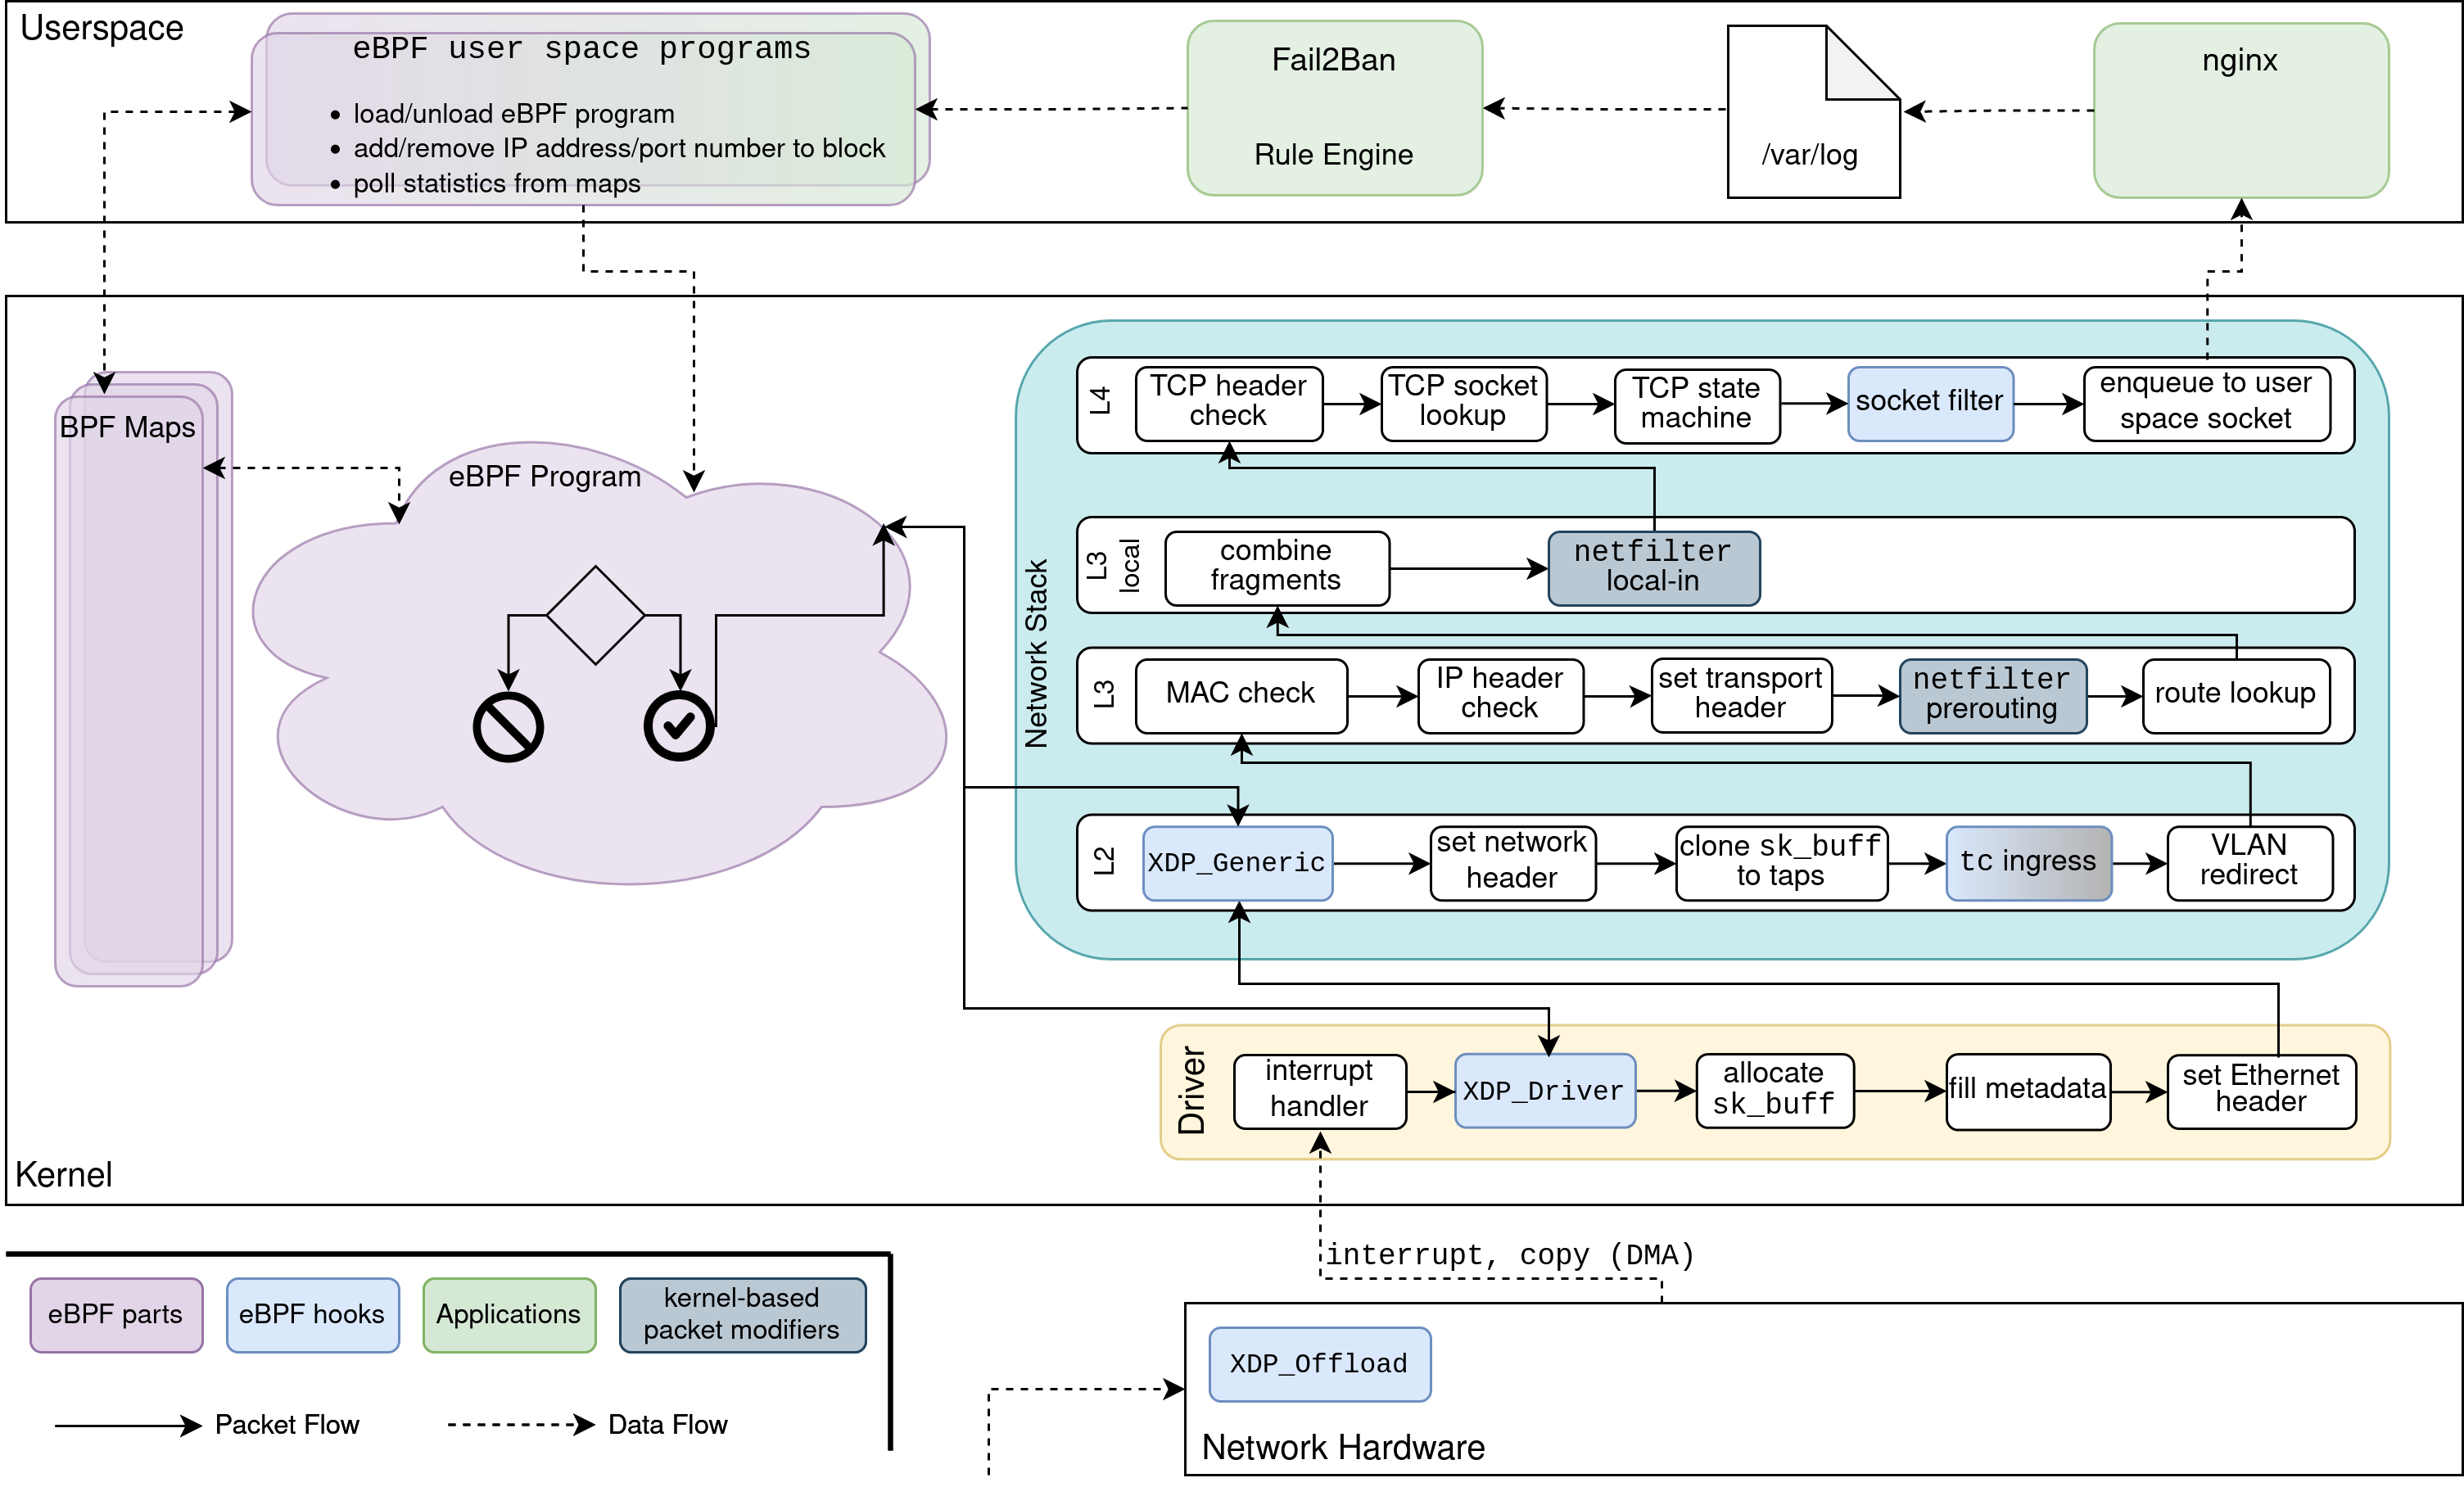 Userspace
eBPF user space programs
• load/unload eBPF program
• add/remove IP address/port number to block
• poll statistics from maps
Fail2Ban
Rule Engine
/var/log
nginx
BPF Maps
eBPF Program
Network Stack
L4
TCP header
check
TCP socket
lookup
TCP state
machine
socket filter
enqueue to user
space socket
L3
local
combine
fragments
netfilter
local-in
L3
MAC check
IP header
check
set transport
header
netfilter
prerouting
route lookup
L2
XDP_Generic
set network
header
clone sk_buff
to taps
tc ingress
VLAN
redirect
Driver
interrupt
handler
XDP_Driver
allocate
sk_buff
fill metadata
set Ethernet
header
Kernel
interrupt, copy (DMA)
eBPF parts
eBPF hooks
Applications
kernel-based
packet modifiers
Packet Flow
Data Flow
XDP_Offload
Network Hardware